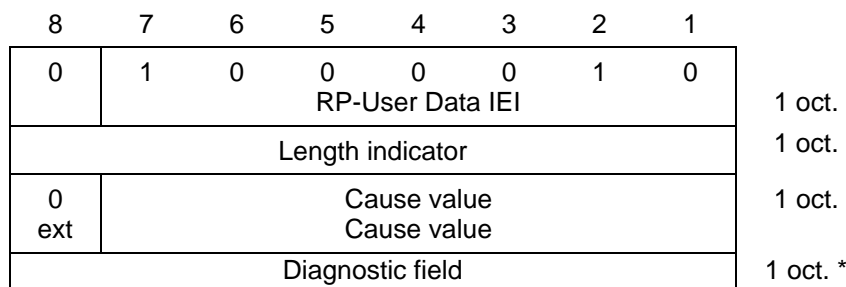 8 7 6 5 4 3 2 1
0 1 0 0 0 0 1 0
RP-User Data IEI 1 oct.
Length indicator 1 oct.
0 Cause value 1 oct.
ext Cause value
Diagnostic field 1 oct. *